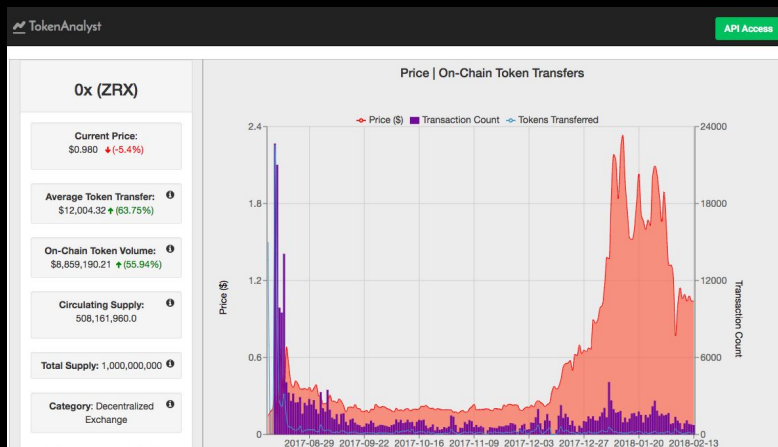 TokenAnalyst
API Access
0x (ZRX)
Current Price:
$0.980 (-5.4%)
Average Token Transfer:
$12,004.32 (63.75%)
On-Chain Token Volume:
$8,859,190.21 (55.94%)
Circulating Supply:
508,161,960.0
Total Supply: 1,000,000,000
Category: Decentralized
Exchange
Price | On-Chain Token Transfers
Price ($) Transaction Count Tokens Transferred
2.4
1.8
1.2
0.6
0
Price ($)
24000
18000
12000
6000
0
Transaction Count
2017-08-29 2017-09-22 2017-10-16 2017-11-09 2017-12-03 2017-12-27 2018-01-20 2018-02-13